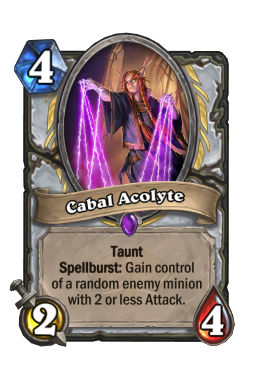 4
Cabal Acolyte
Taunt
Spellburst: Gain control
of a random enemy minion
with 2 or less Attack.
2
4